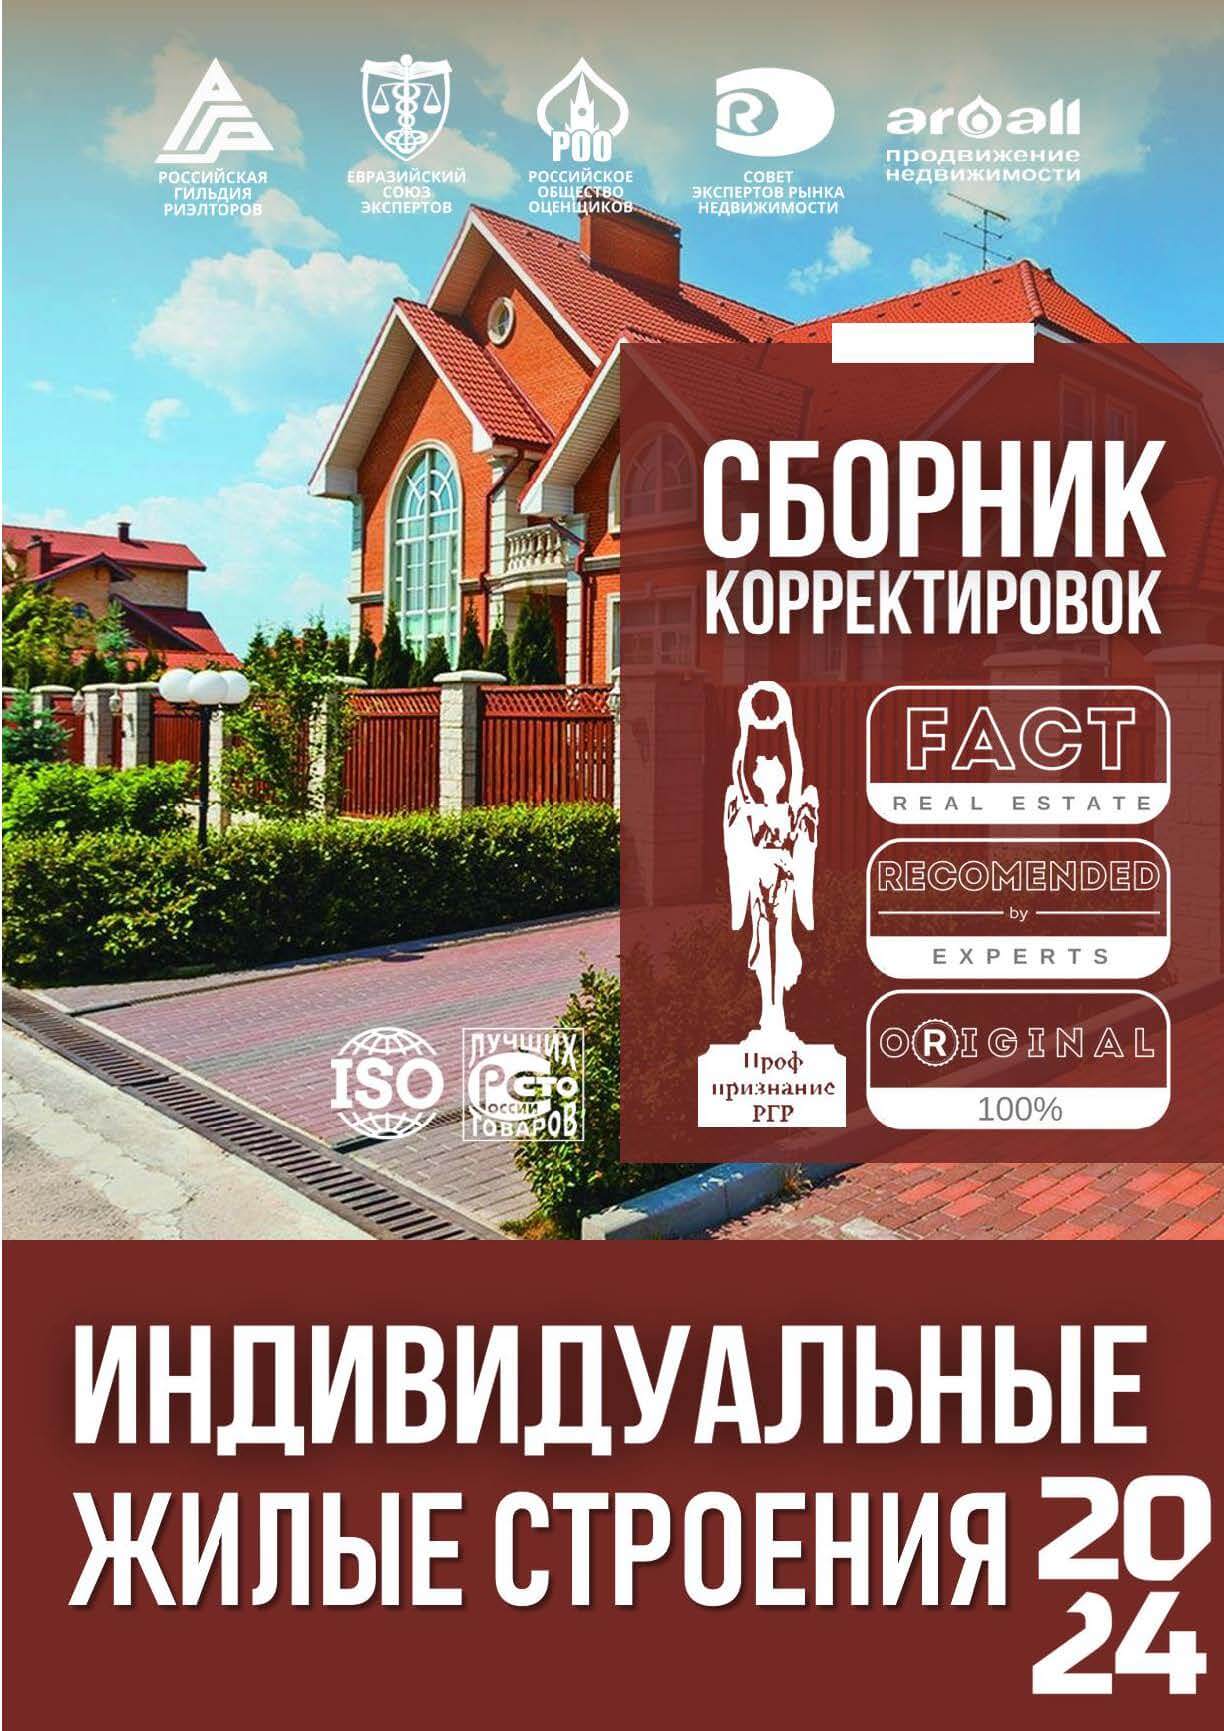 РОССИЙСКАЯ
ГИЛЬДИЯ
РИЭЛТОРОВ
ЕВРАЗИЙСКИЙ
СОЮЗ
ЭКСПЕРТОВ
РОО
РОССИЙСКОЕ
ОБЩЕСТВО
ОЦЕНЩИКОВ
R
СОВЕТ
ЭКСПЕРТОВ РЫНКА
НЕДВИЖИМОСТИ
aroall
продвижение
недвижимости
СБОРНИК
КОРРЕКТИРОВОК
FACT
REAL ESTATE
RECOMENDED
by
EXPERTS
ORIGINAL
100%
Проф
признание
РГР
ISO
ЛУЧШИХ
СТО
РОССИИ
ТОВАРОВ
ИНДИВИДУАЛЬНЫЕ
ЖИЛЫЕ СТРОЕНИЯ
20
24